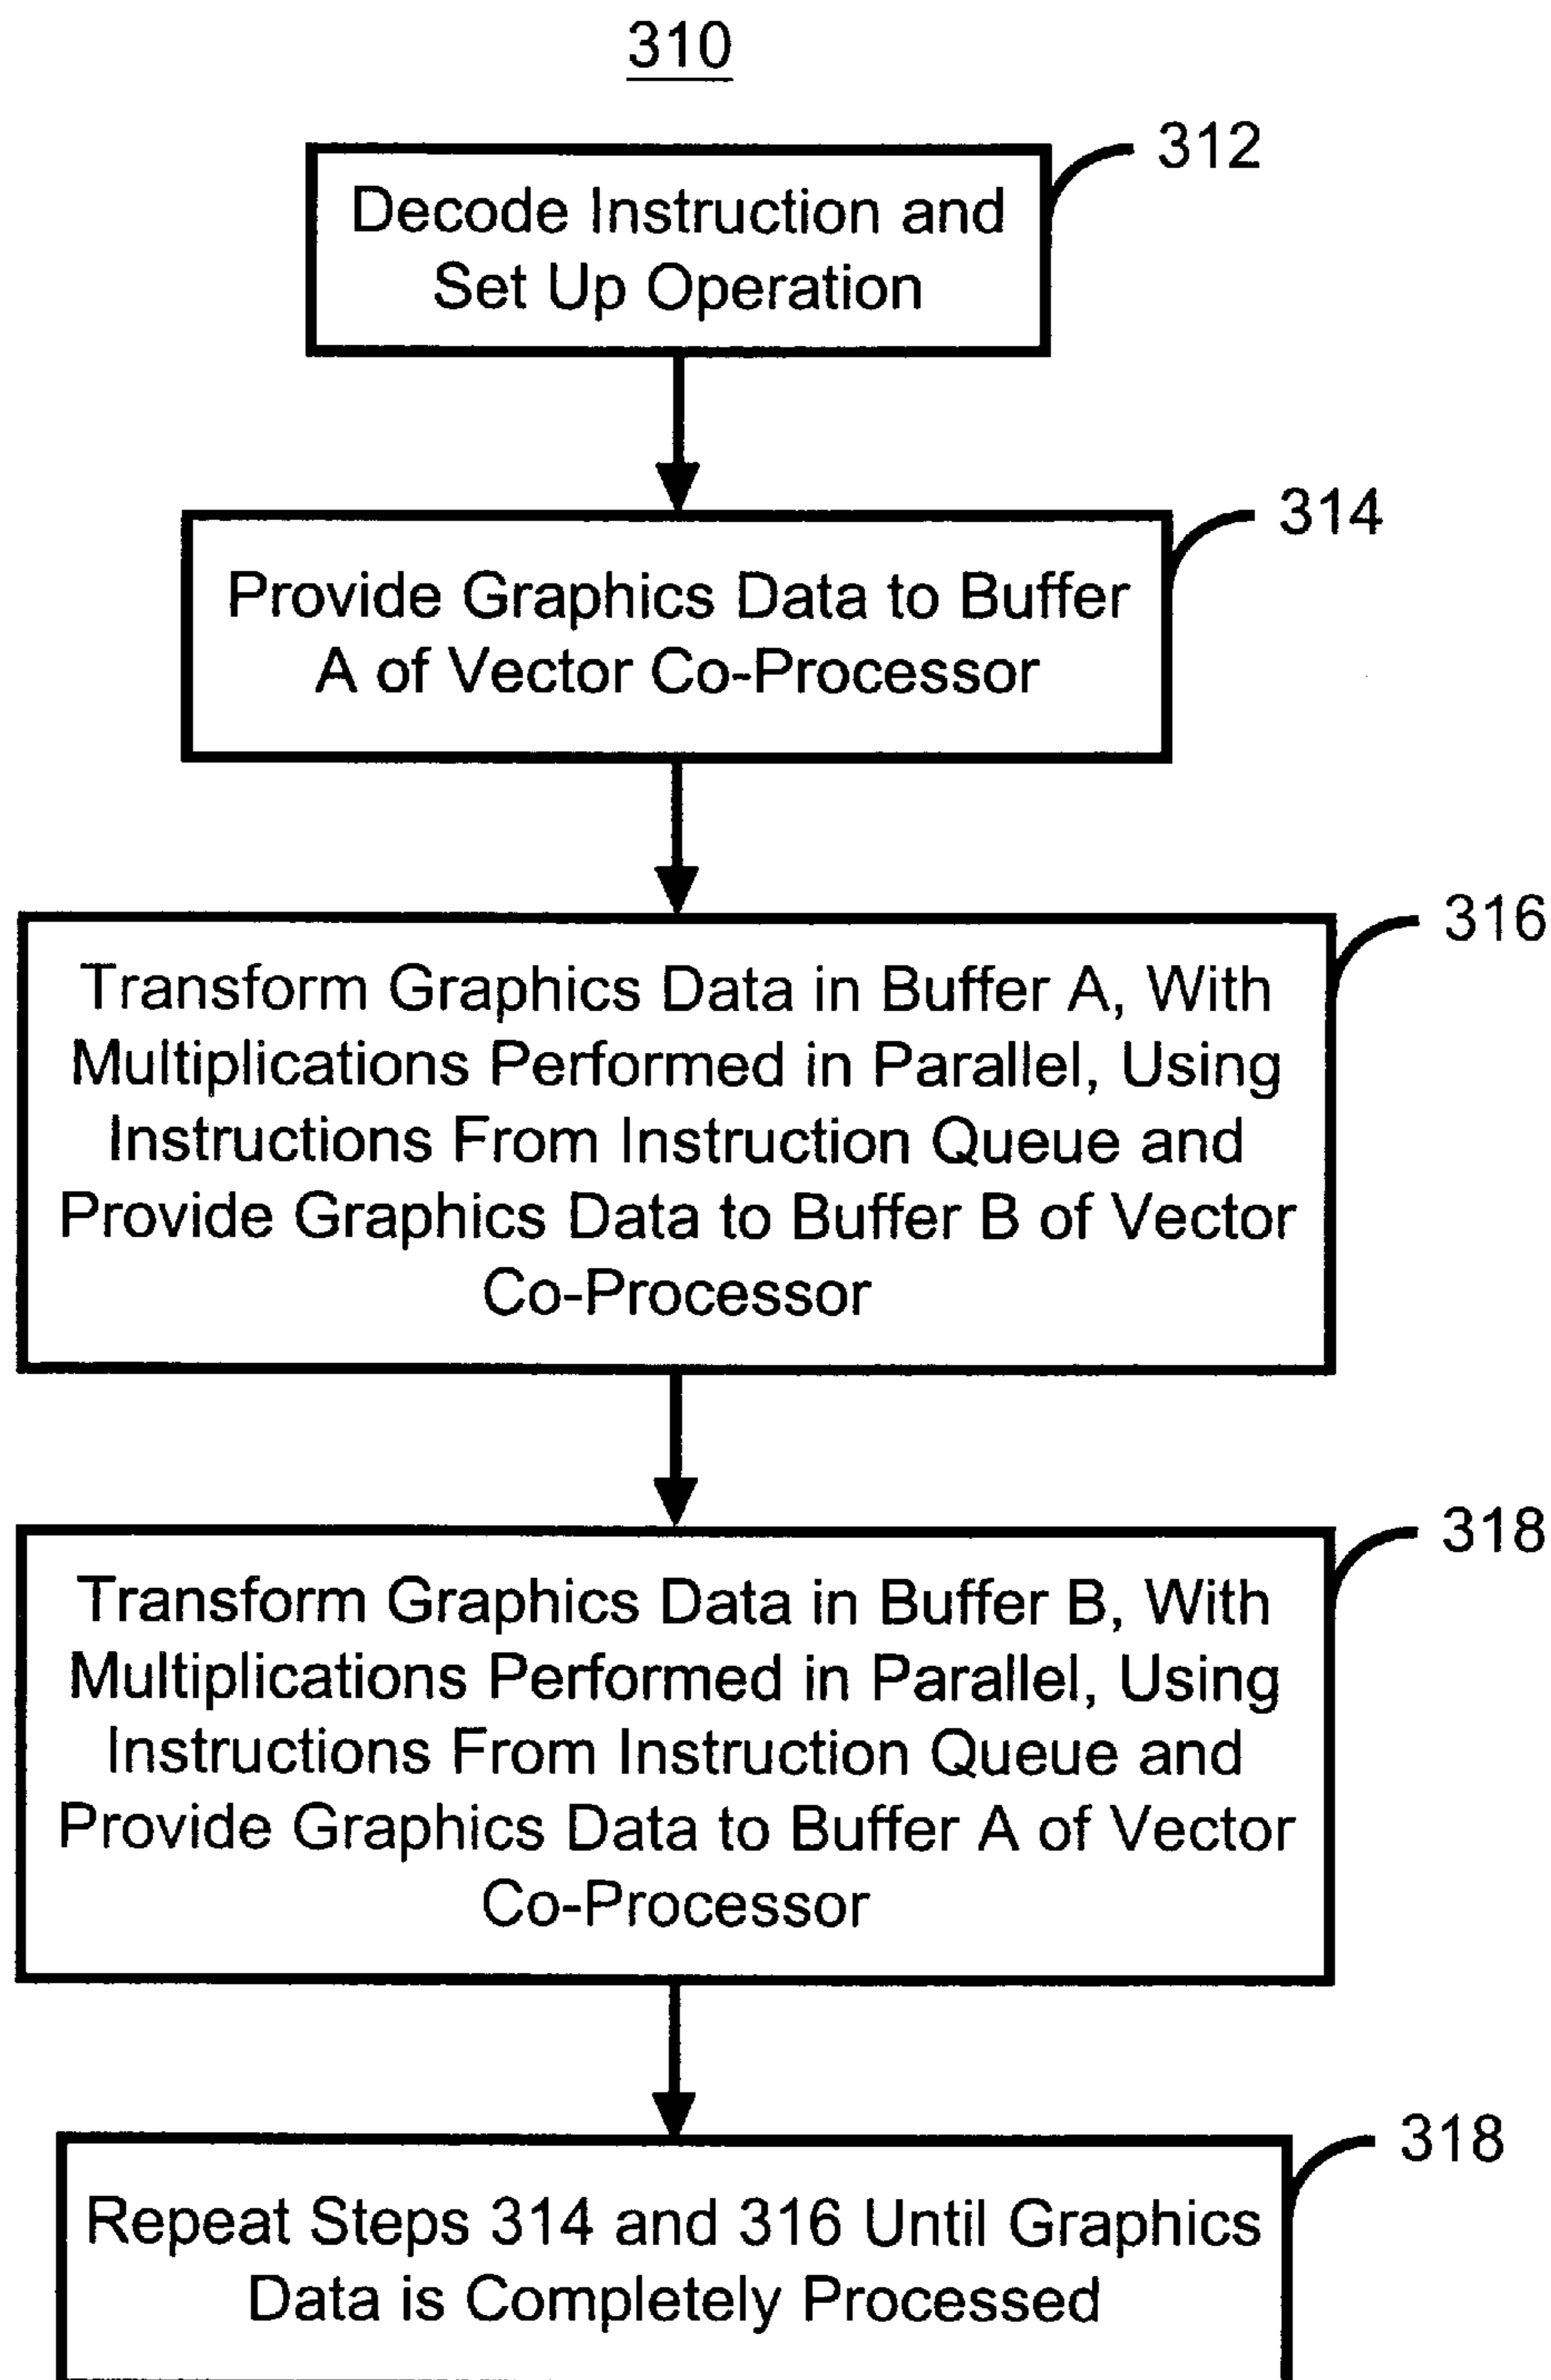 310
312
Decode Instruction and
Set Up Operation
314
Provide Graphics Data to Buffer
A of Vector Co-Processor
316
Transform Graphics Data in Buffer A, With
Multiplications Performed in Parallel, Using
Instructions From Instruction Queue and
Provide Graphics Data to Buffer B of Vector
Co-Processor
318
Transform Graphics Data in Buffer B, With
Multiplications Performed in Parallel, Using
Instructions From Instruction Queue and
Provide Graphics Data to Buffer A of Vector
Co-Processor
318
Repeat Steps 314 and 316 Until Graphics
Data is Completely Processed